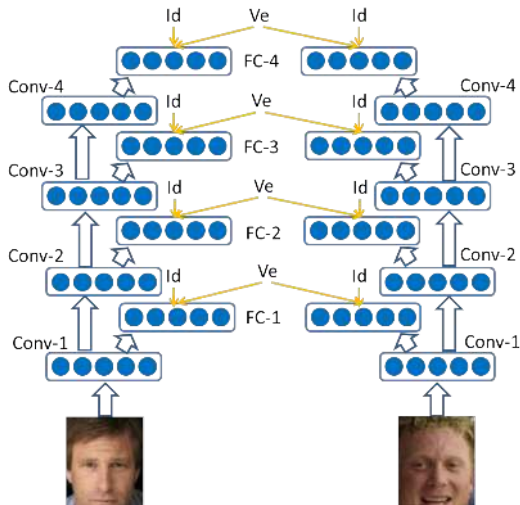 Id Ve Id
FC-4
Conv-4 Conv-4
Id Ve Id
FC-3
Conv-3 Conv-3
Id Ve Id
FC-2
Conv-2 Conv-2
Id Ve Id
FC-1
Conv-1 Conv-1